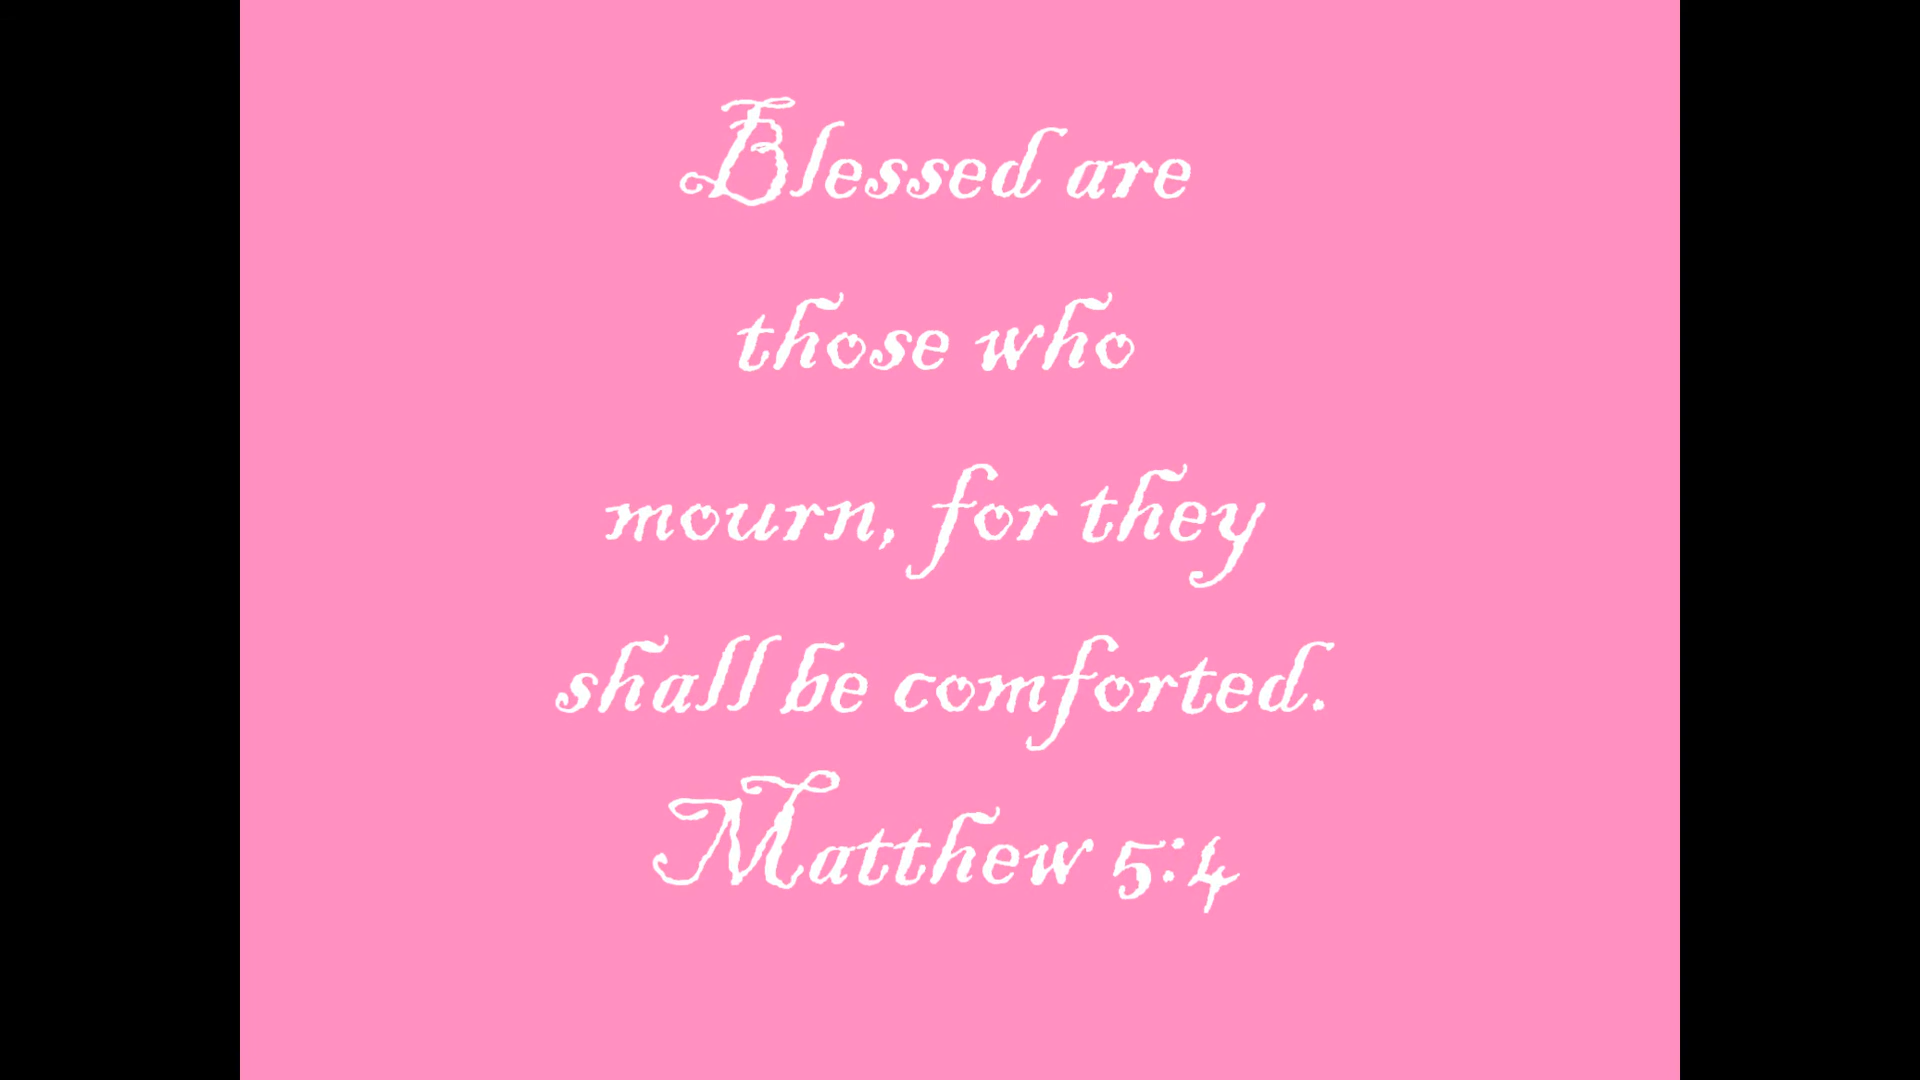 Blessed are
those who
mourn, for they
shall be comforted.
Matthew 5:4